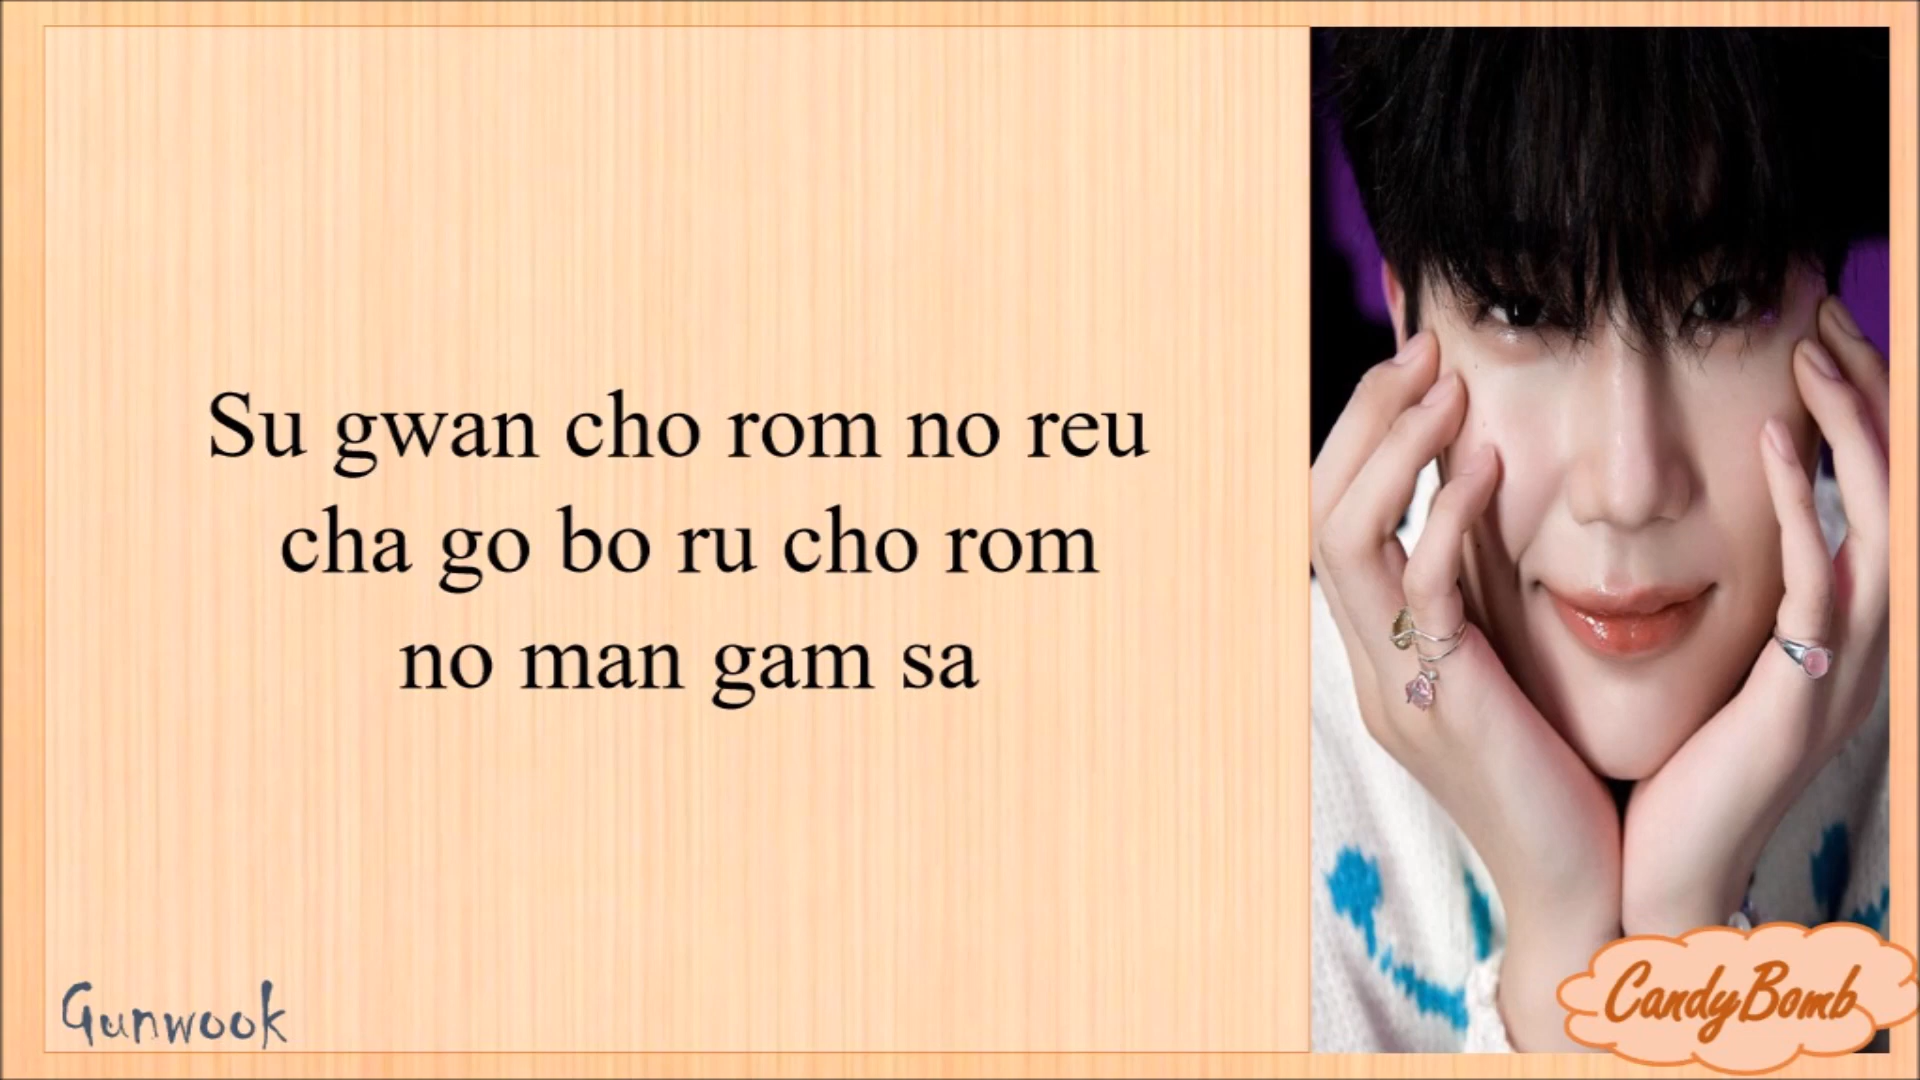 Su gwan cho rom no reu
cha go bo ru cho rom
no man gam sa
Gunwook
CandyBomb